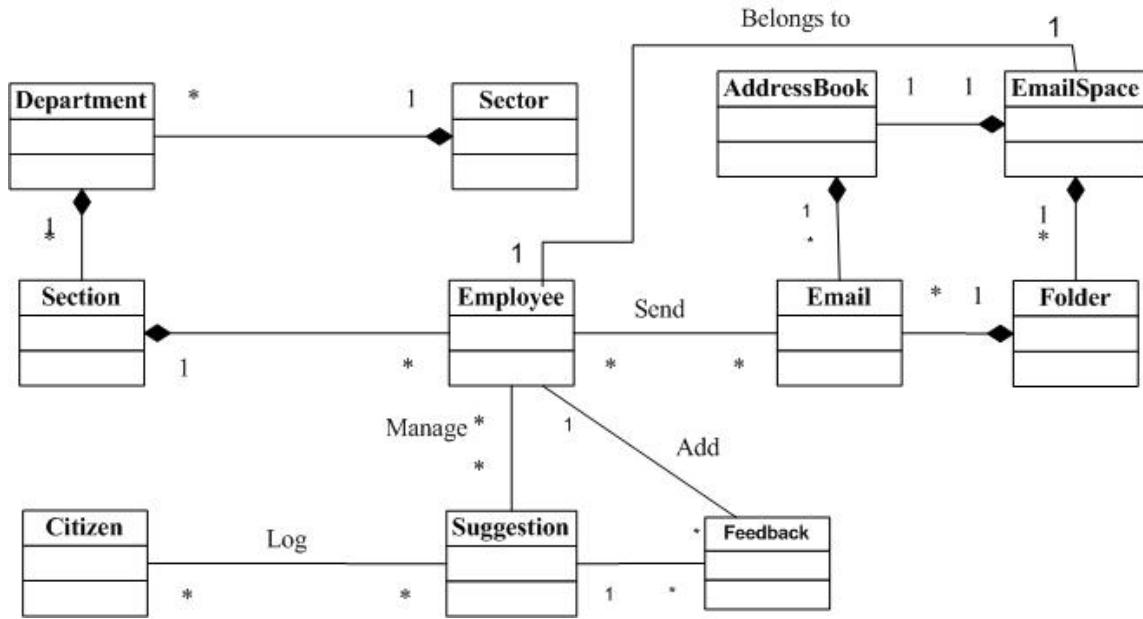 Belongs to
1
Department
*
1
Sector
AddressBook
1
1
EmailSpace
1
*
1
*
1
*
1
Section
Employee
Send
Email
*
1
Folder
1
*
*
*
Manage
*
1
Add
*
Citizen
Log
Suggestion
*
Feedback
*
*
1
*